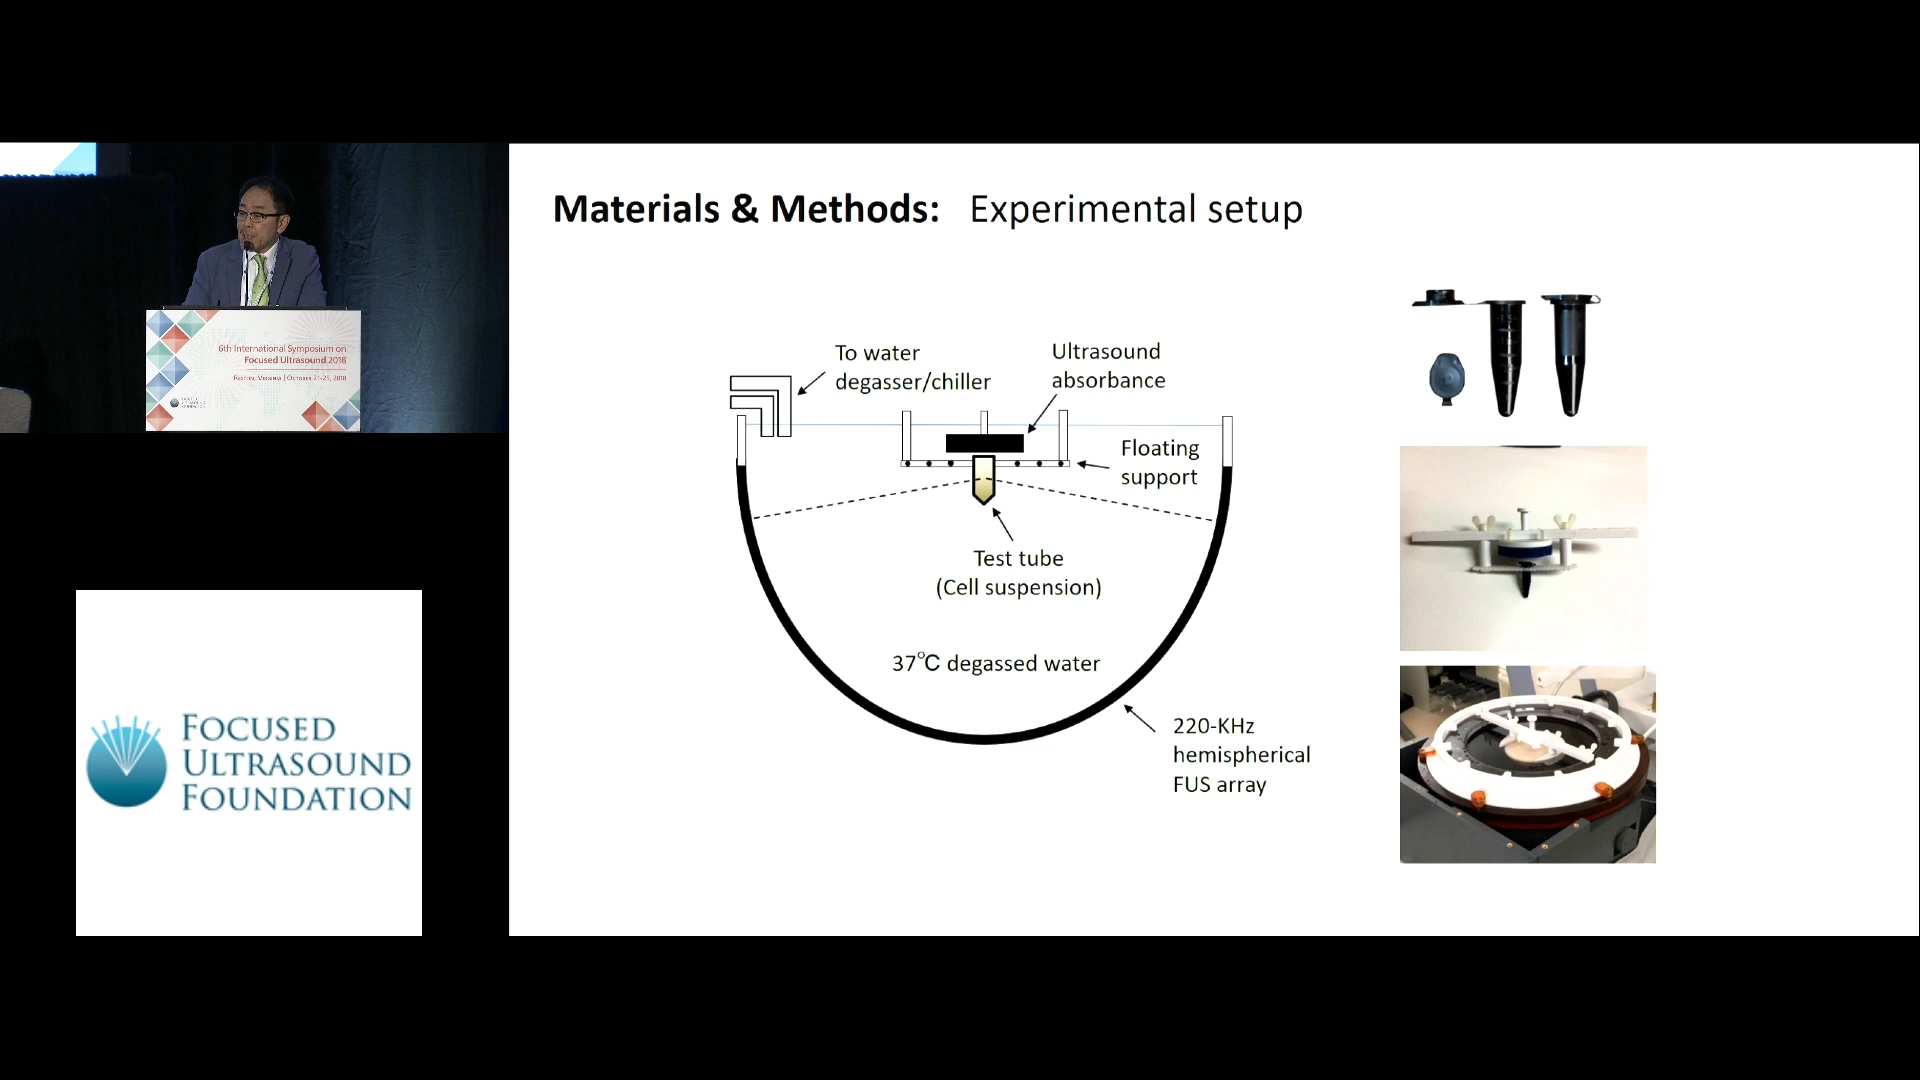 6th International Symposium on
Focused Ultrasound 2018
Reston, Virginia | October 21-25, 2018
Focused
Ultrasound
Foundation
Materials & Methods: Experimental setup
To water
degasser/chiller
Ultrasound
absorbance
Floating
support
Test tube
(Cell suspension)
37℃ degassed water
220-KHz
hemispherical
FUS array